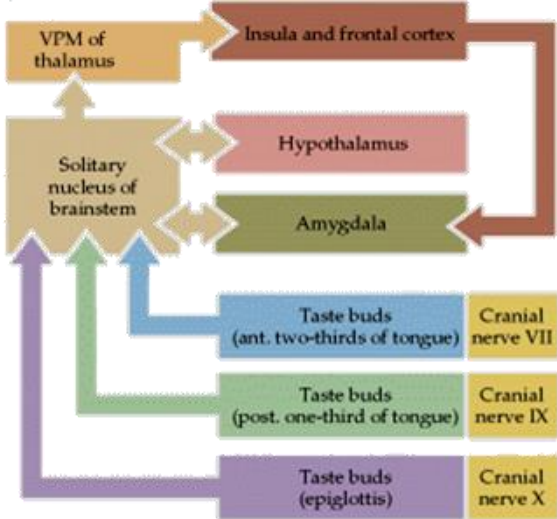 VPM of
thalamus
Insula and frontal cortex
Solitary
nucleus of
brainstem
Hypothalamus
Amygdala
Taste buds
(ant. two-thirds of tongue)
Cranial
nerve VII
Taste buds
(post. one-third of tongue)
Cranial
nerve IX
Taste buds
(epiglottis)
Cranial
nerve X